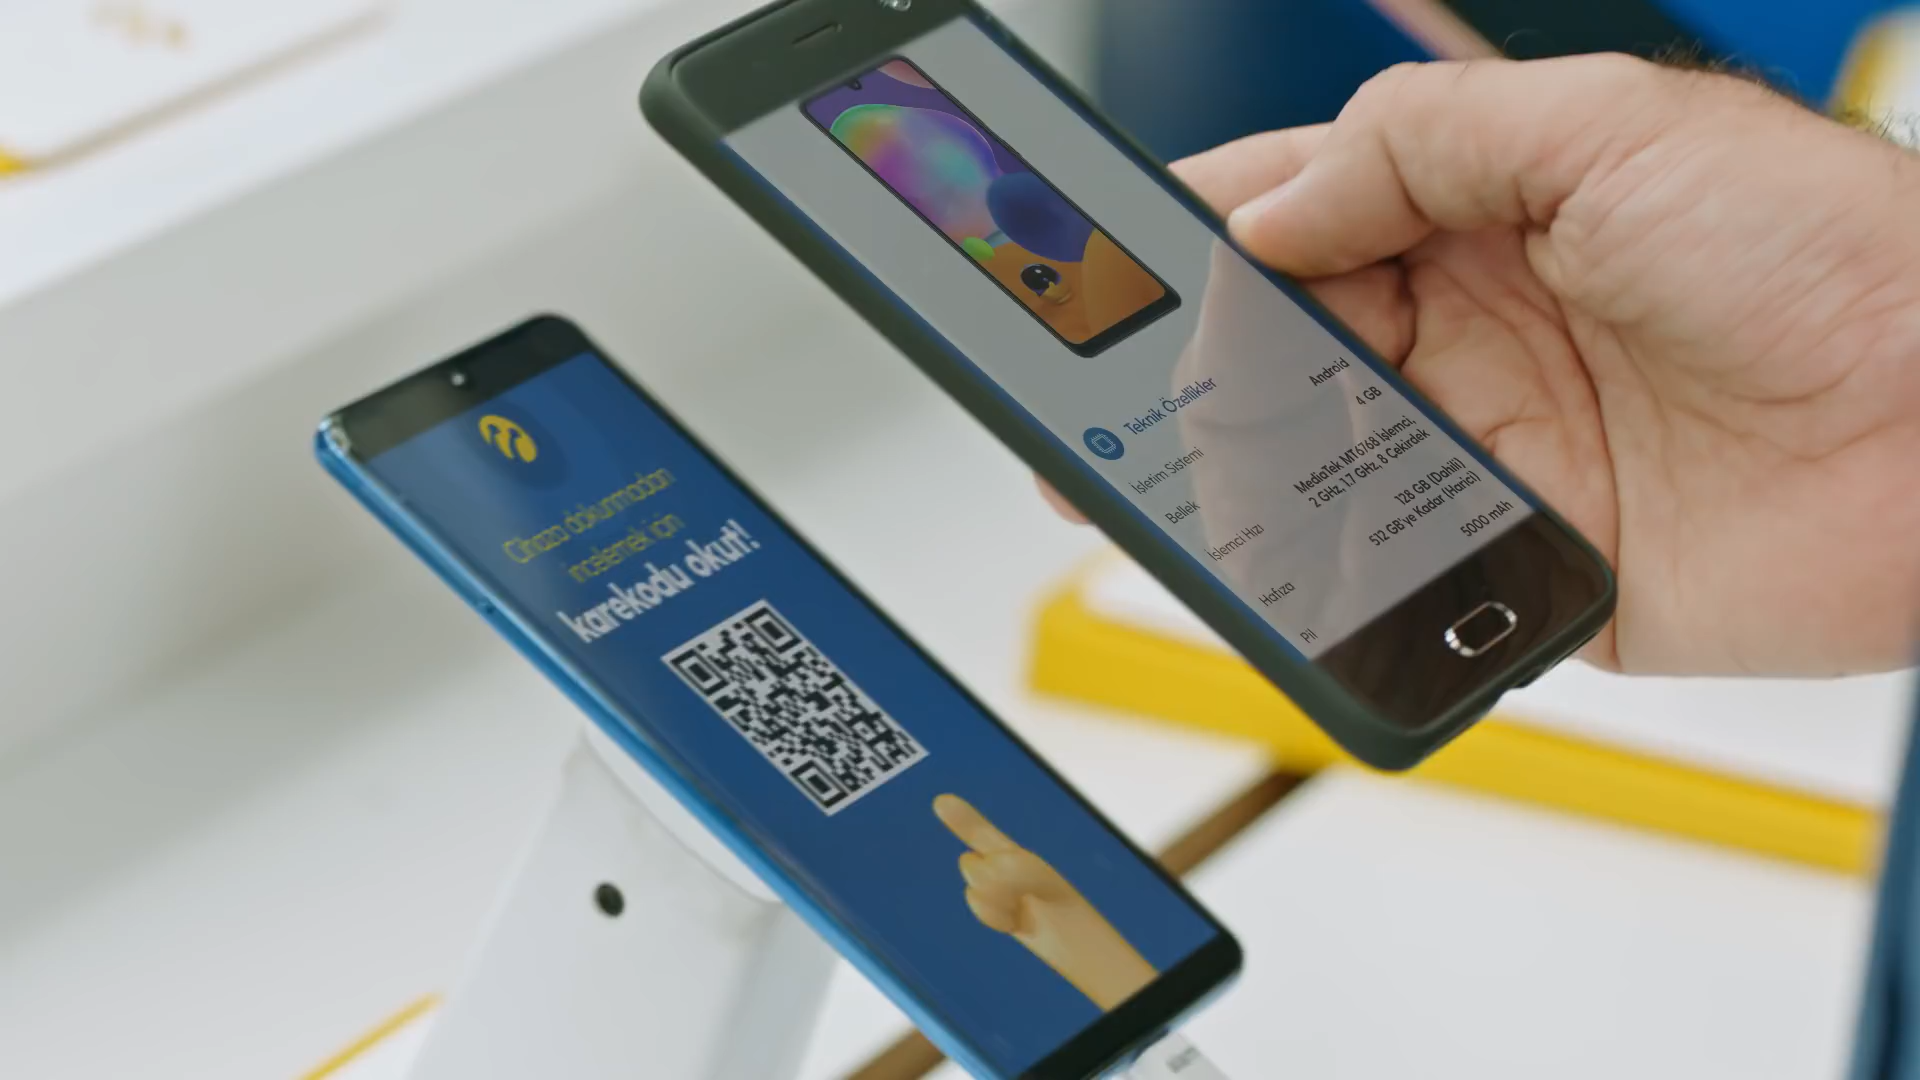 Cihaza dokunmadan
incelemek için
karekodu okut!
Teknik Özellikler
İşletim Sistemi
Android
Bellek
4 GB
İşlemci Hızı
MediaTek MT6768 İşlemci,
2 GHz, 1.7 GHz, 8 Çekirdek
Hafıza
128 GB (Dahili)
512 GB'ye Kadar (Harici)
Pil
5000 mAh